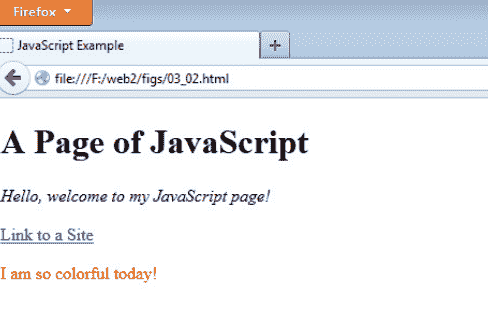 Firefox
JavaScript Example
file:///F:/web2/figs/03_02.html
A Page of JavaScript
Hello, welcome to my JavaScript page!
Link to a Site
I am so colorful today!